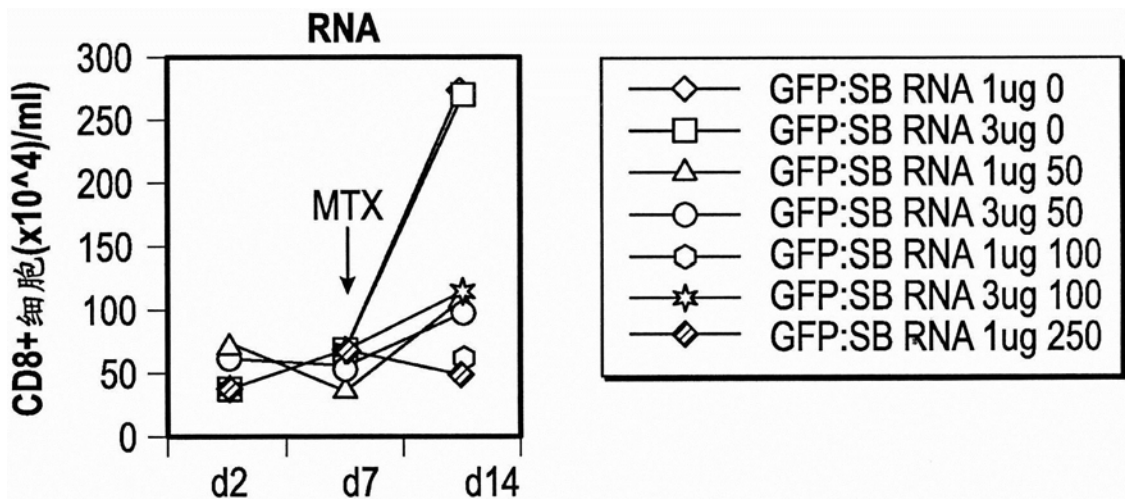 RNA
CD8+细胞(x10^4)/ml
300
250
200
150
100
50
0
MTX
d2
d7
d14
GFP:SB RNA 1ug 0
GFP:SB RNA 3ug 0
GFP:SB RNA 1ug 50
GFP:SB RNA 3ug 50
GFP:SB RNA 1ug 100
GFP:SB RNA 3ug 100
GFP:SB RNA 1ug 250